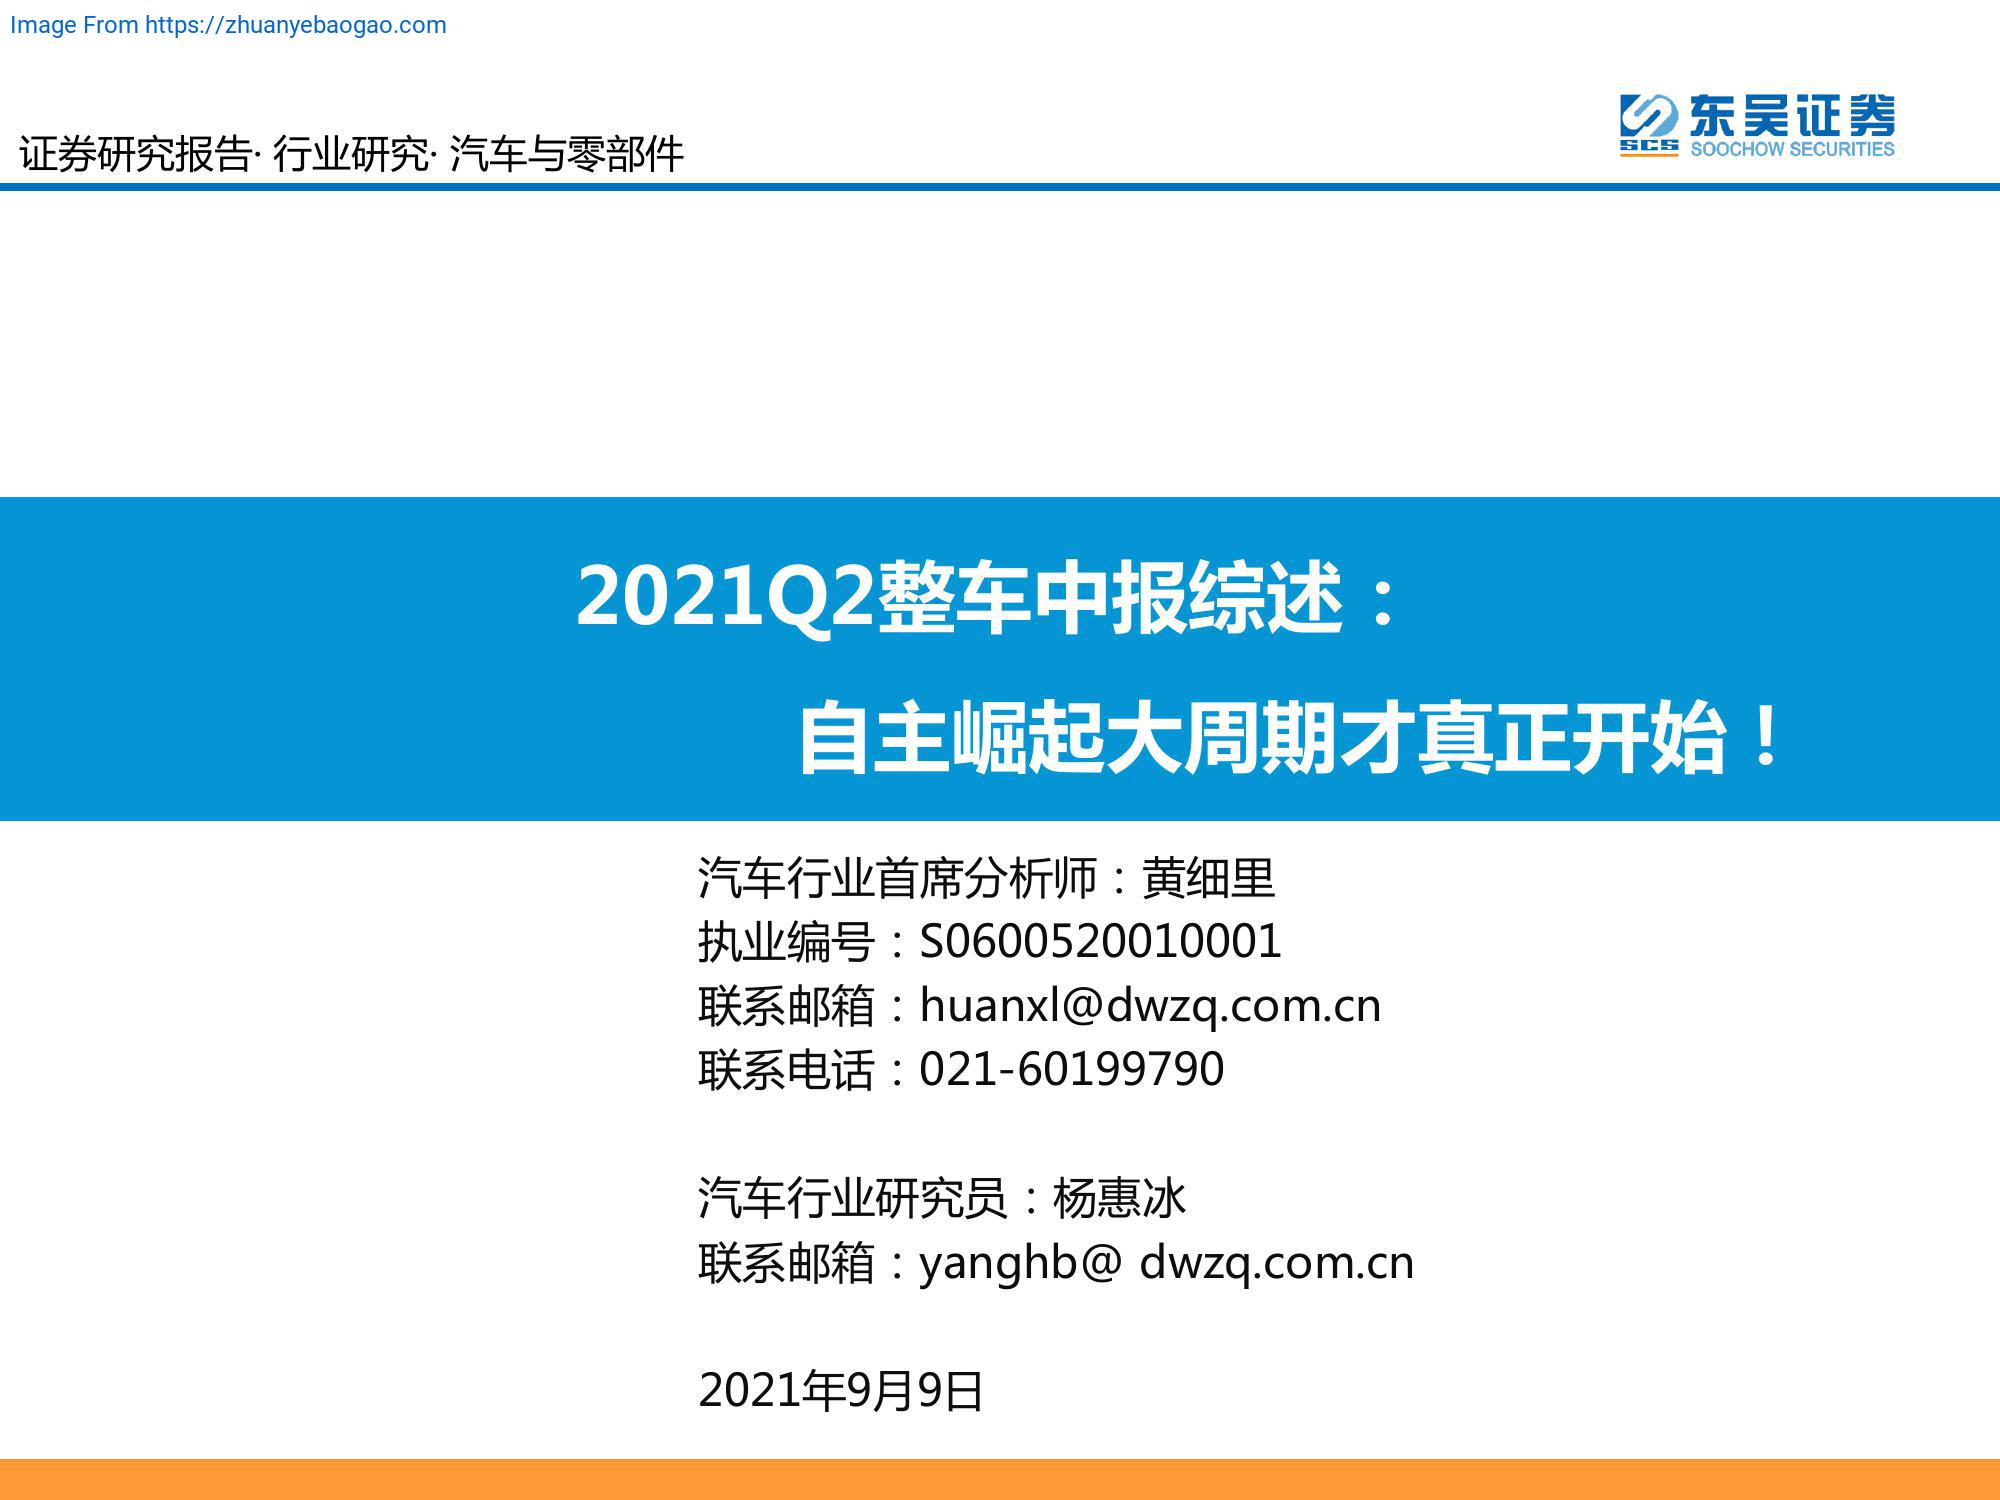 Image From https://zhuanyebaogao.com
东吴证券
SCS
SOOCHOW SECURITIES
证券研究报告· 行业研究· 汽车与零部件
2021Q2整车中报综述：
自主崛起大周期才真正开始！
汽车行业首席分析师：黄细里
执业编号：S0600520010001
联系邮箱：huanxl@dwzq.com.cn
联系电话：021-60199790
汽车行业研究员：杨惠冰
联系邮箱：yanghb@ dwzq.com.cn
2021年9月9日